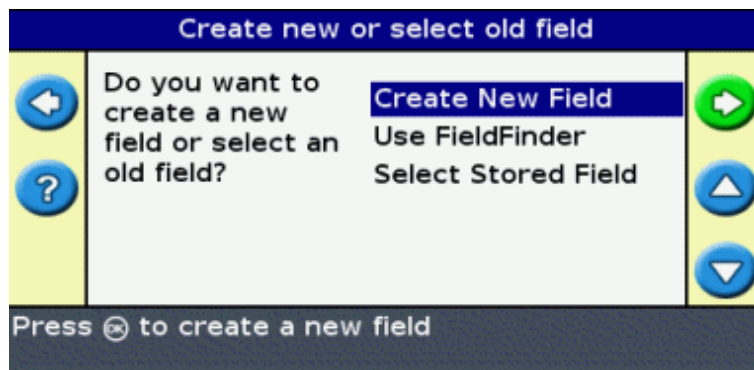 Create new or select old field
Do you want to
create a new
field or select an
old field?
Create New Field
Use FieldFinder
Select Stored Field
?
Press OK to create a new field